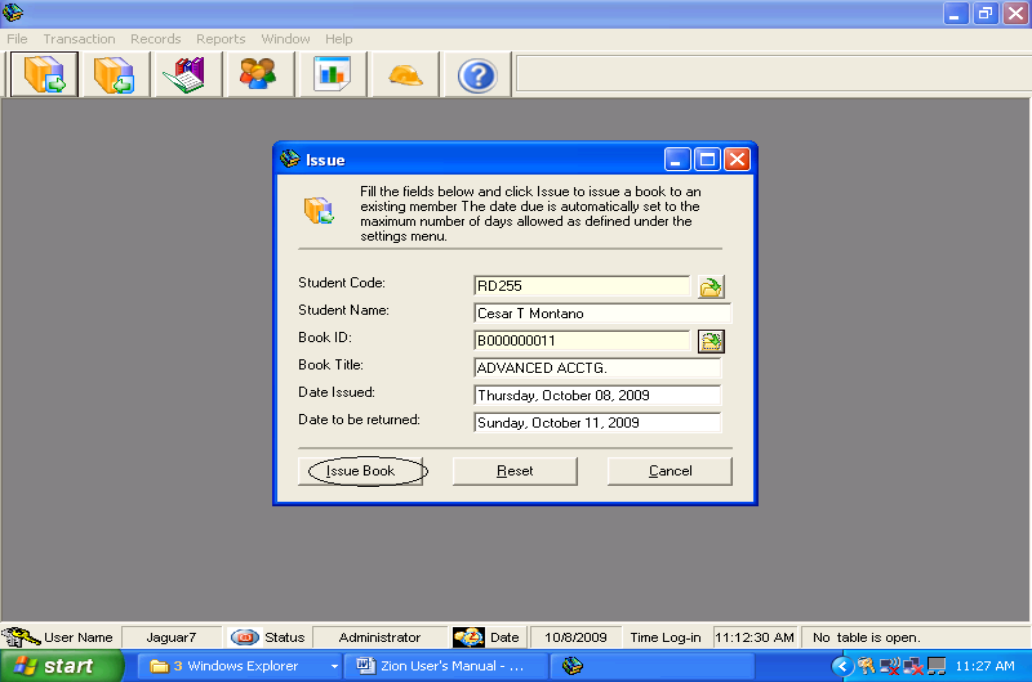 File Transaction Records Reports Window Help
Issue
Fill the fields below and click Issue to issue a book to an
existing member The date due is automatically set to the
maximum number of days allowed as defined under the
settings menu.
Student Code: RD255
Student Name: Cesar T Montano
Book ID: B000000011
Book Title: ADVANCED ACCTG.
Date Issued: Thursday, October 08, 2009
Date to be returned: Sunday, October 11, 2009
Issue Book Reset Cancel
User Name Jaguar7 Status Administrator Date 10/8/2009 Time Log-in 11:12:30 AM No table is open.
start 3 Windows Explorer Zion User's Manual - ... 11:27 AM